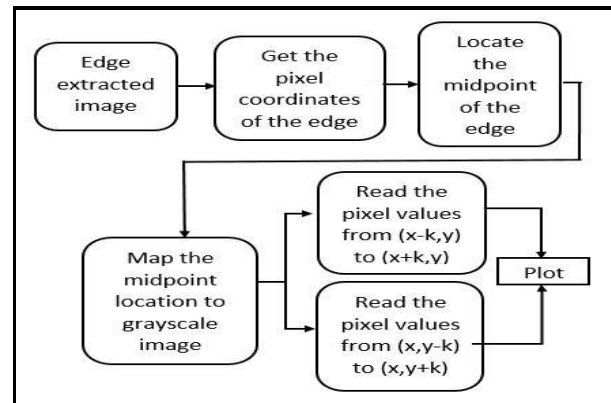 Edge
extracted
image
Get the
pixel
coordinates
of the edge
Locate
the
midpoint
of the
edge
Map the
midpoint
location to
grayscale
image
Read the
pixel values
from (x-k,y)
to (x+k,y)
Read the
pixel values
from (x,y-k)
to (x,y+k)
Plot